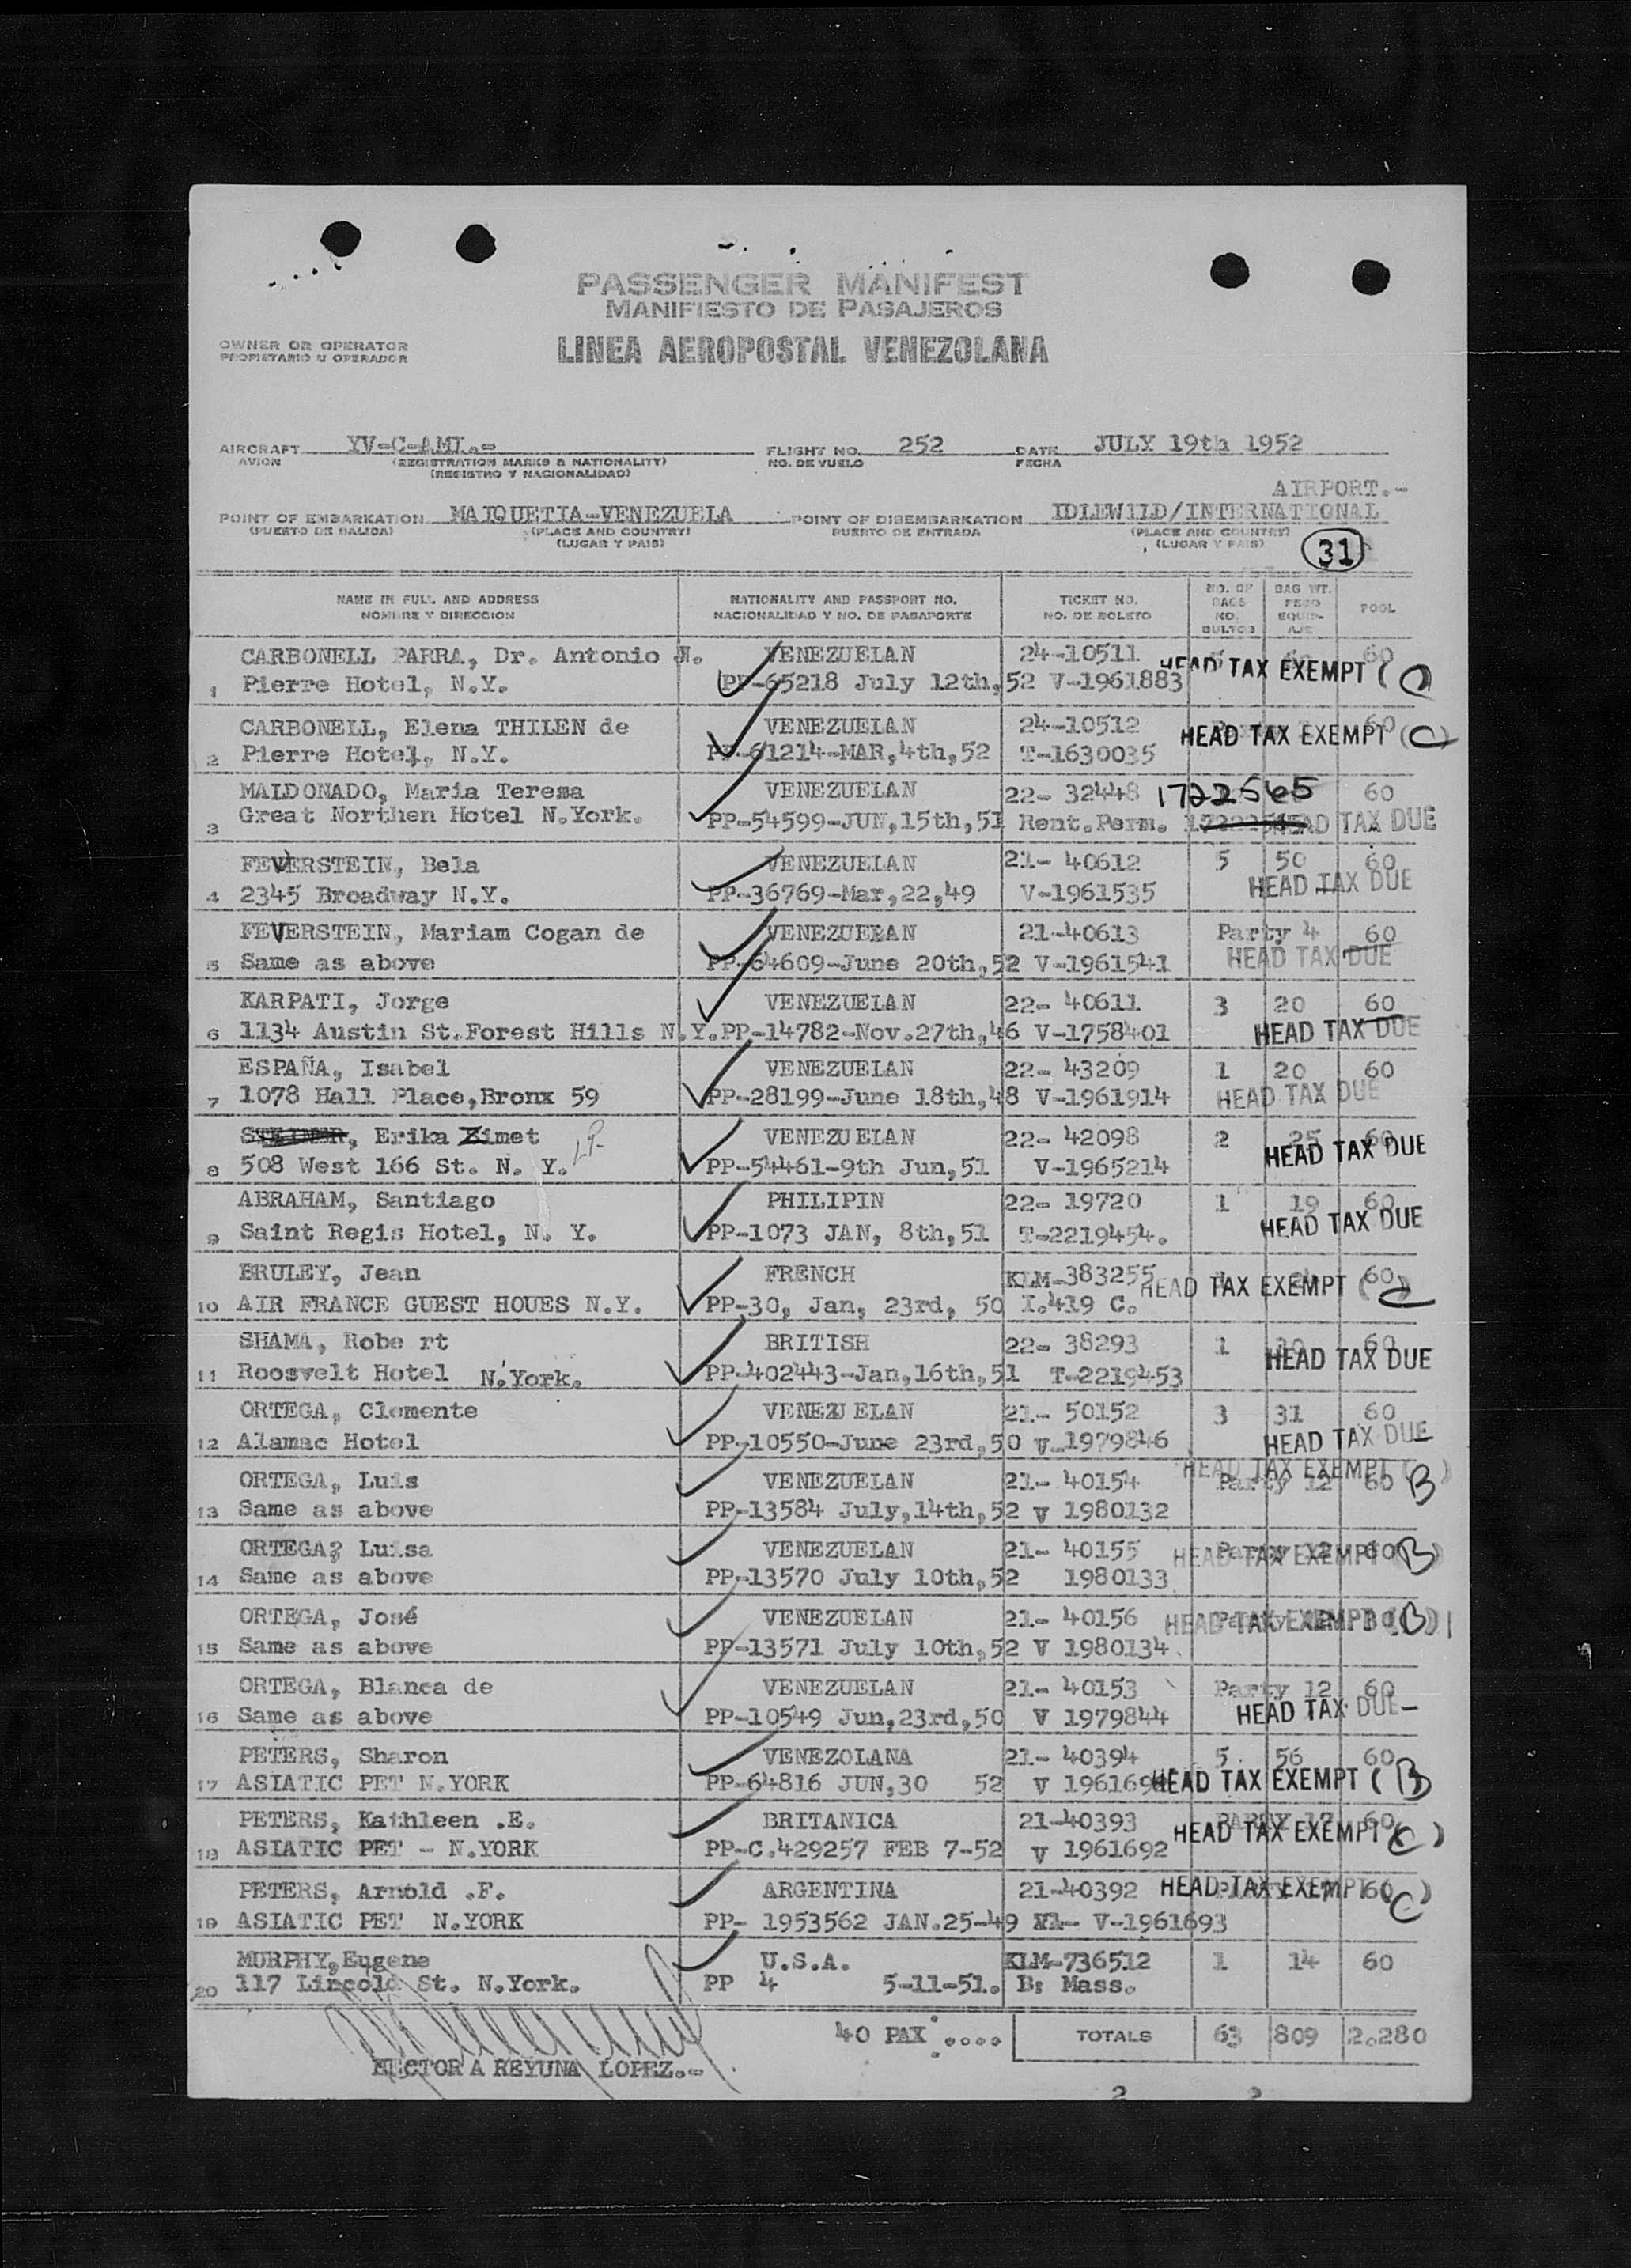 PASSENGER MANIFEST
MANIFIESTO DE PASAJEROS
OWNER OR OPERATOR
PROPIETARIO U OPERADOR
LINEA AEROPOSTAL VENEZOLANA
AIRCRAFT YV-C-AMI.- FLIGHT NO. 252 DATE JULY 19th 1952
AVION (REGISTRATION MARKS & NATIONALITY) NO. DE VUELO FECHA
(REGISTRO Y NACIONALIDAD)
AIRPORT.-
POINT OF EMBARKATION MAIQUETIA-VENEZUELA POINT OF DISEMBARKATION IDLEWILD/INTERNATIONAL
(PUERTO DE SALIDA) (PLACE AND COUNTRY) PUERTO DE ENTRADA (PLACE AND COUNTRY)
(LUGAR Y PAIS) (LUGAR Y PAIS)
31
NAME IN FULL AND ADDRESS NATIONALITY AND PASSPORT NO. TICKET NO. NO. OF BAGS BAG WT. POOL
NOMBRE Y DIRECCION NACIONALIDAD Y NO. DE PASAPORTE NO. DE BOLETO NO. BULTOS PESO EQUIPAJE
CARBONELL PARRA, Dr. Antonio N. VENEZUELAN 24-10511 60
HEAD TAX EXEMPT (C)
1 Pierre Hotel, N.Y. PP-65218 July 12th,52 V-1961883
CARBONELL, Elena THILEN de VENEZUELAN 24-10512 60
HEAD TAX EXEMPT (C)
2 Pierre Hotel, N.Y. PP-61214-MAR,4th,52 T-1630035
MALDONADO, Maria Teresa VENEZUELAN 22- 32448 1722565 60
3 Great Northen Hotel N.York. PP-54599-JUN,15th,51 Rent.Perm. HEAD TAX DUE
FEVERSTEIN, Bela VENEZUELAN 21- 40612 5 50 60
4 2345 Broadway N.Y. PP-36769-Mar,22,49 V-1961535 HEAD TAX DUE
FEVERSTEIN, Mariam Cogan de VENEZUELAN 21-40613 Party 4 60
5 Same as above PP-64609-June 20th,52 V-1961541 HEAD TAX DUE
KARPATI, Jorge VENEZUELAN 22- 40611 3 20 60
6 1134 Austin St.Forest Hills N.Y.PP-14782-Nov.27th,46 V-1758401 HEAD TAX DUE
ESPAÑA, Isabel VENEZUELAN 22- 43209 1 20 60
7 1078 Hall Place,Bronx 59 PP-28199-June 18th,48 V-1961914 HEAD TAX DUE
STEINER, Erika Zimet VENEZUELAN 22- 42098 2 25 60
8 508 West 166 St. N. Y. PP-54461-9th Jun,51 V-1965214 HEAD TAX DUE
ABRAHAM, Santiago PHILIPIN 22- 19720 1 19 60
9 Saint Regis Hotel, N. Y. PP-1073 JAN, 8th,51 T-2219454. HEAD TAX DUE
BRULEY, Jean FRENCH KLM-383255 60
HEAD TAX EXEMPT (C)
10 AIR FRANCE GUEST HOUES N.Y. PP-30, Jan, 23rd, 50 I.419 C.
SHAMA, Robe rt BRITISH 22- 38293 1 60
11 Roosvelt Hotel N.York. PP-402443-Jan,16th,51 T-2219453 HEAD TAX DUE
ORTEGA, Clemente VENEZUELAN 21- 50152 3 31 60
12 Alamac Hotel PP-10550-June 23rd,50 V-1979846 HEAD TAX DUE
HEAD TAX EXEMPT (B)
ORTEGA, Luis VENEZUELAN 21- 40154 Party 12 60
13 Same as above PP-13584 July,14th,52 V 1980132
ORTEGA, Luisa VENEZUELAN 21- 40155 Party 12 60 HEAD TAX EXEMPT (B)
14 Same as above PP-13570 July 10th,52 1980133
ORTEGA, José VENEZUELAN 21- 40156 Party 12 60 HEAD TAX EXEMPT (B)
15 Same as above PP-13571 July 10th,52 V 1980134
ORTEGA, Blanca de VENEZUELAN 21- 40153 Party 12 60
16 Same as above PP-10549 Jun,23rd,50 V 1979844 HEAD TAX DUE
PETERS, Sharon VENEZOLANA 21- 40394 5 56 60
17 ASIATIC PET N.YORK PP-64816 JUN,30 52 V HEAD TAX EXEMPT (B)
PETERS, Kathleen .E. BRITANICA 21-40393 PARTY 17 60
HEAD TAX EXEMPT (C)
18 ASIATIC PET - N.YORK PP-C.429257 FEB 7-52 V 1961692
PETERS, Arnold .F. ARGENTINA 21-40392 60 HEAD TAX EXEMPT (C)
19 ASIATIC PET N.YORK PP- 1953562 JAN.25-49 V-1961693
MURPHY,Eugene U.S.A. KLM-736512 1 14 60
20 117 Lincold St. N.York. PP 4 5-11-51. B; Mass.
40 PAX .... TOTALS 63 809 2.280
HECTOR A REYUNA LOPEZ.-